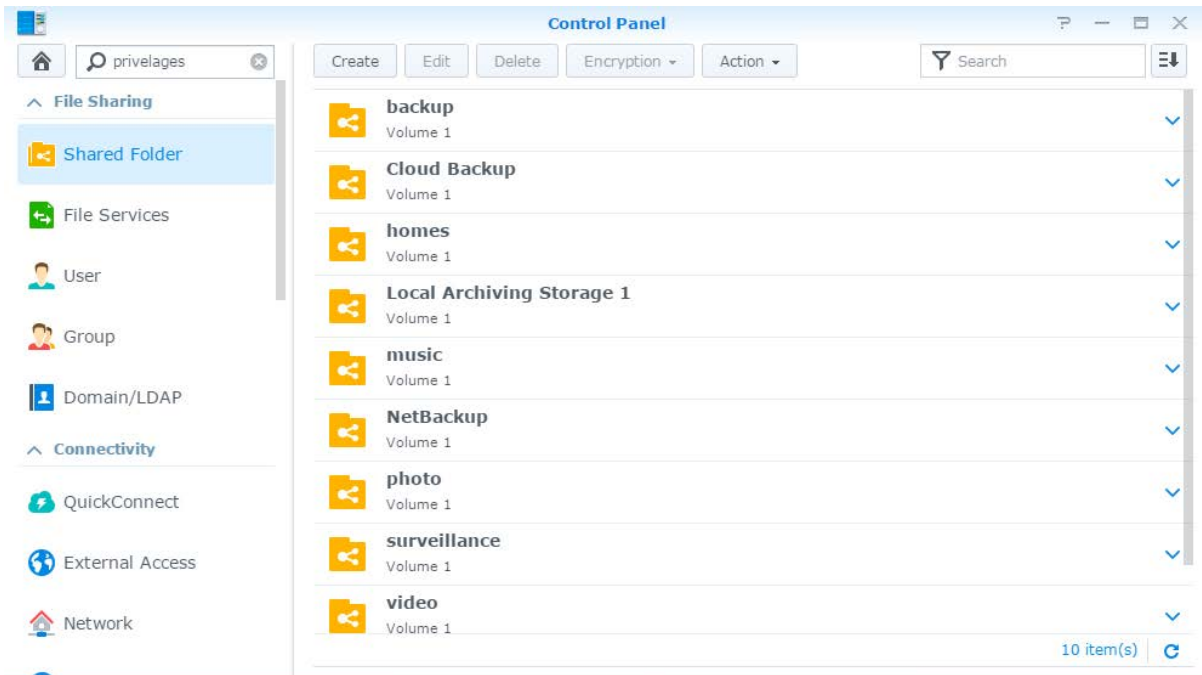 Control Panel
privelages
File Sharing
Shared Folder
File Services
User
Group
Domain/LDAP
Connectivity
QuickConnect
External Access
Network
Create Edit Delete Encryption Action Search
backup
Volume 1
Cloud Backup
Volume 1
homes
Volume 1
Local Archiving Storage 1
Volume 1
music
Volume 1
NetBackup
Volume 1
photo
Volume 1
surveillance
Volume 1
video
Volume 1
10 item(s)